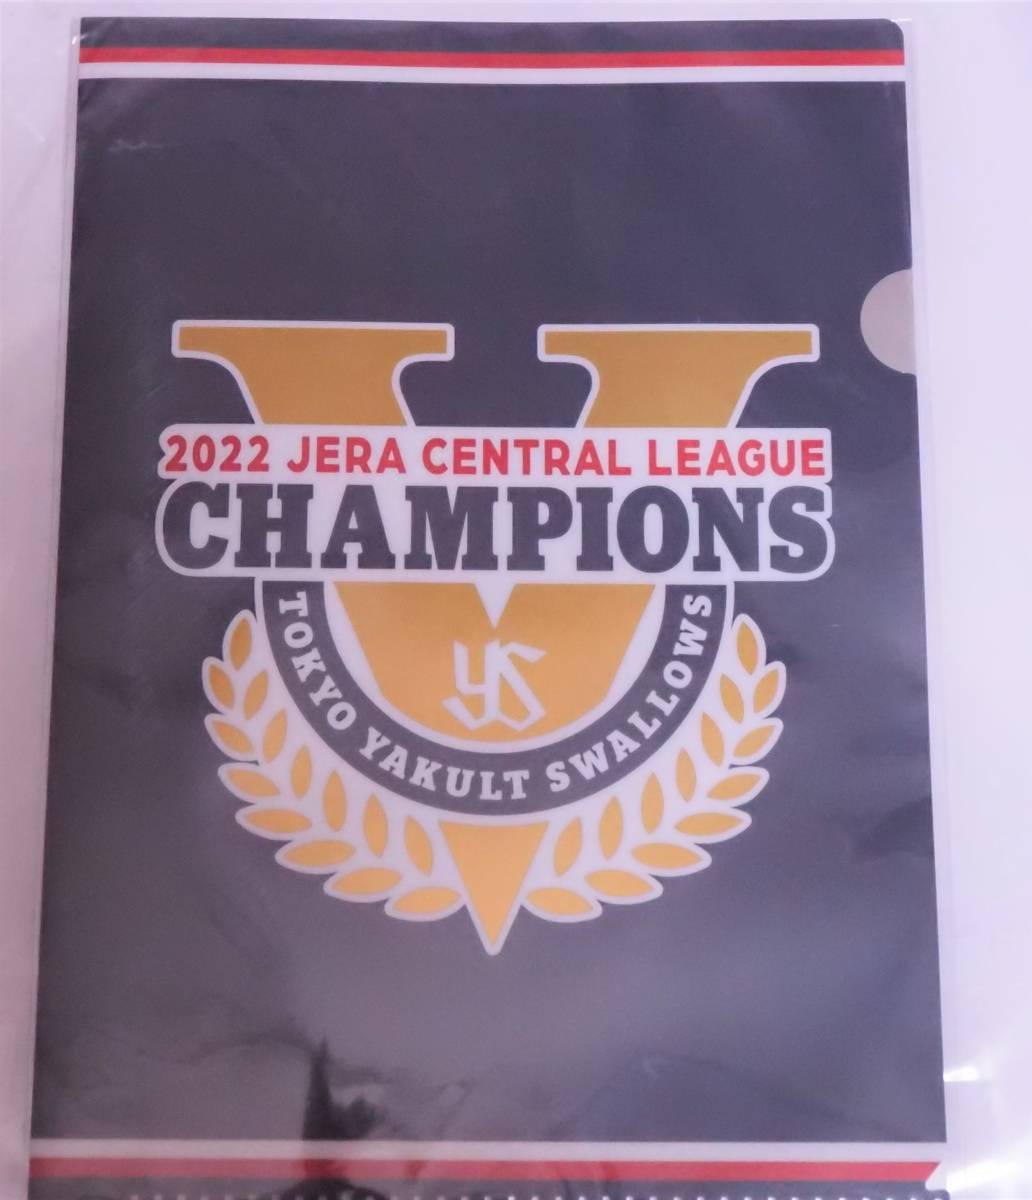 2022 JERA CENTRAL LEAGUE
CHAMPIONS
YS
TOKYO YAKULT SWALLOWS